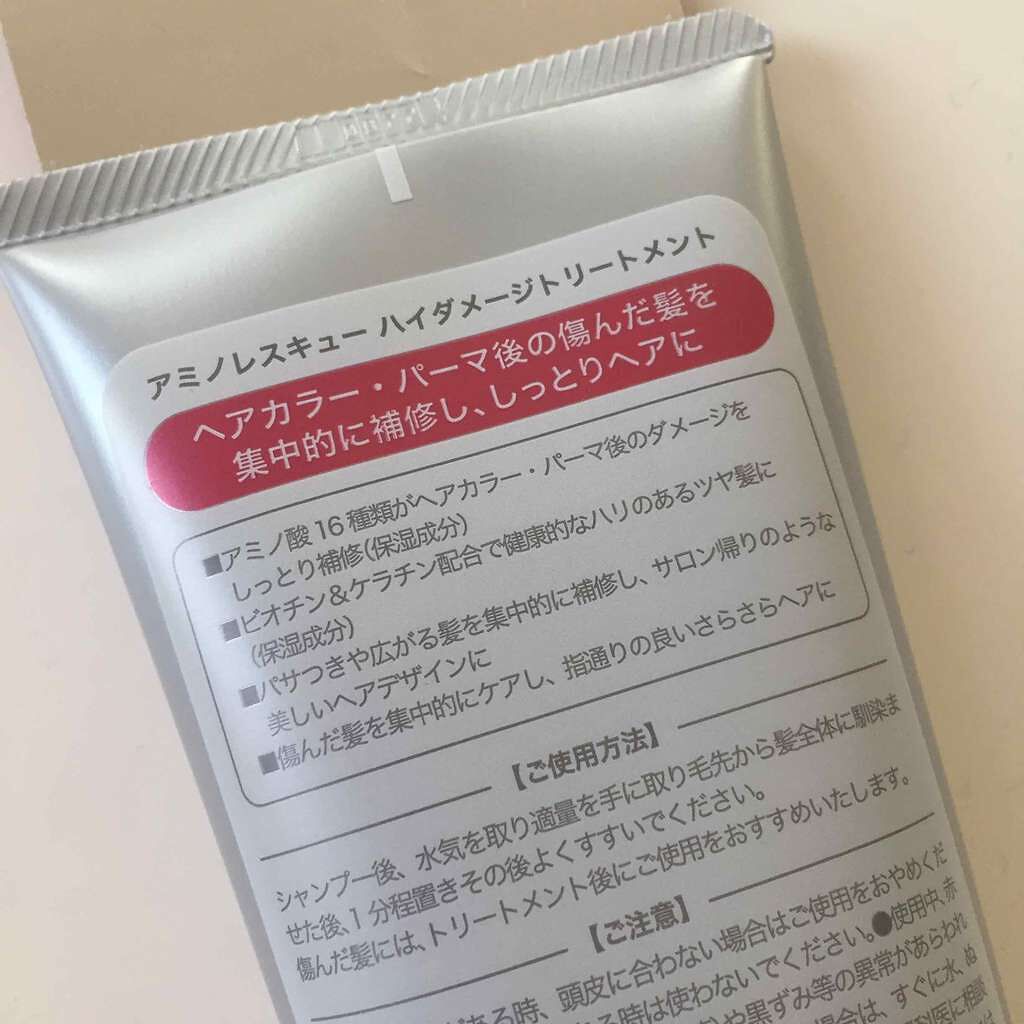 アミノレスキュー ハイダメージトリートメント
ヘアカラー・パーマ後の傷んだ髪を
集中的に補修し、しっとりヘアに
■アミノ酸16種類がヘアカラー・パーマ後のダメージを
しっとり補修(保湿成分)
■ビオチン&ケラチン配合で健康的なハリのあるツヤ髪に
(保湿成分)
■パサつきや広がる髪を集中的に補修し、サロン帰りのような
美しいヘアデザインに
■傷んだ髪を集中的にケアし、指通りの良いさらさらヘアに
【ご使用方法】
シャンプー後、水気を取り適量を手に取り毛先から髪全体に馴染ま
せた後、1分程置きその後よくすすいでください。
傷んだ髪には、トリートメント後にご使用をおすすめいたします。
【ご注意】
がある時、頭皮に合わない場合はご使用をおやめくだ
る時は使わないでください。●使用中、赤
や黒ずみ等の異常があらわれ
場合は、すぐに水、ぬ
科医に相談